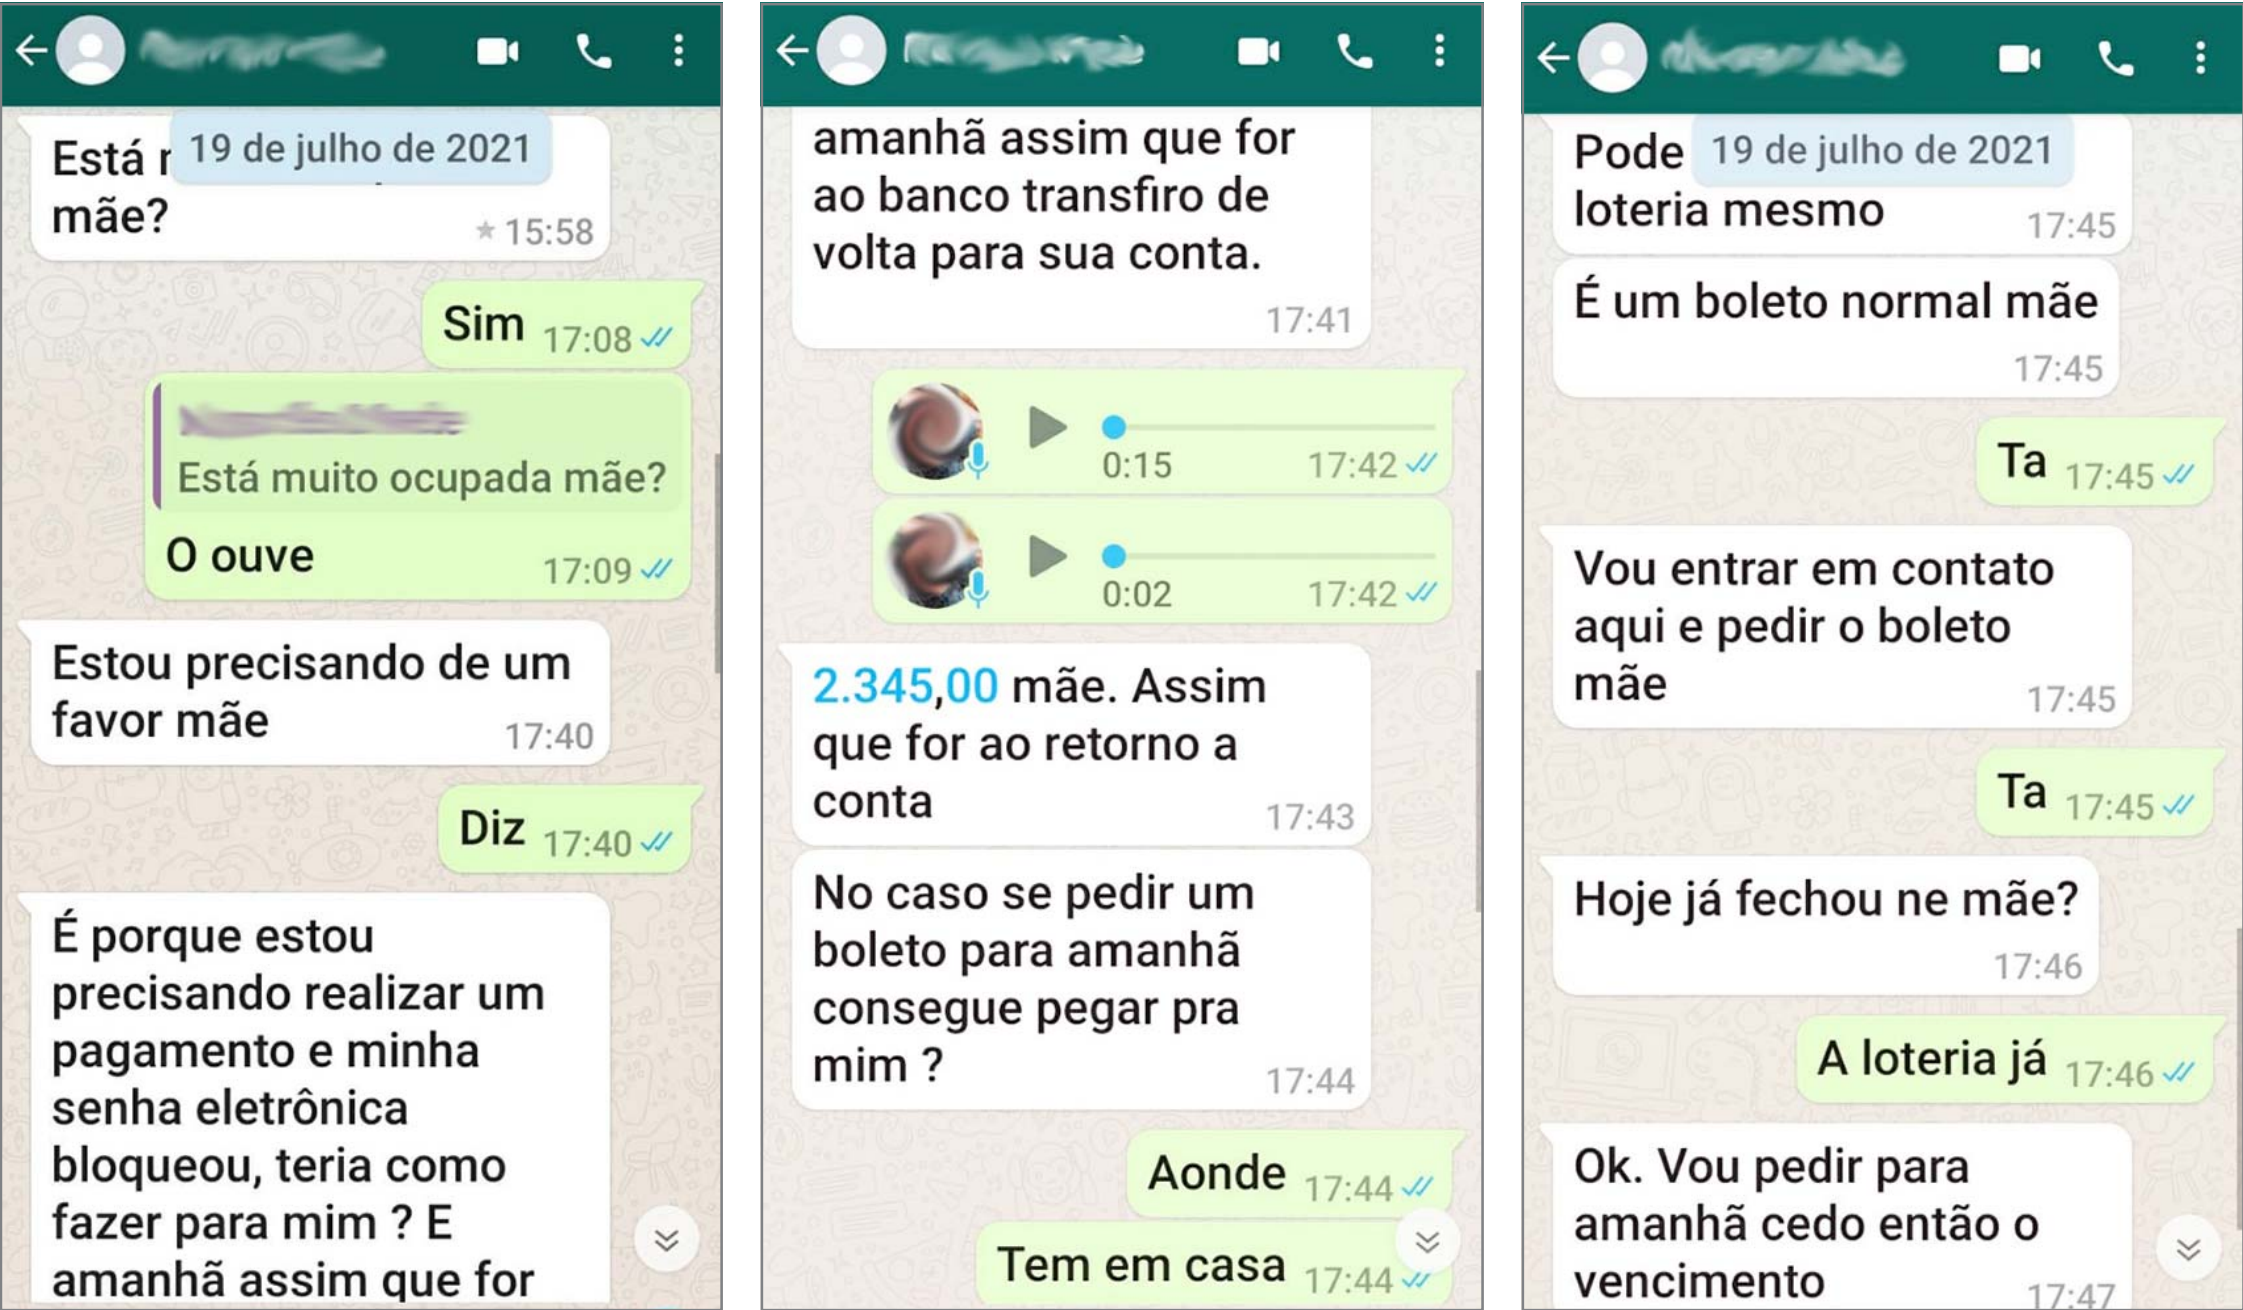 19 de julho de 2021
Está
mãe?
15:58
Sim 17:08
Está muito ocupada mãe?
O ouve 17:09
Estou precisando de um
favor mãe 17:40
Diz 17:40
É porque estou
precisando realizar um
pagamento e minha
senha eletrônica
bloqueou, teria como
fazer para mim ? E
amanhã assim que for
amanhã assim que for
ao banco transfiro de
volta para sua conta.
17:41
0:15 17:42
0:02 17:42
2.345,00 mãe. Assim
que for ao retorno a
conta 17:43
No caso se pedir um
boleto para amanhã
consegue pegar pra
mim ? 17:44
Aonde 17:44
Tem em casa 17:44
Pode 19 de julho de 2021
loteria mesmo 17:45
É um boleto normal mãe
17:45
Ta 17:45
Vou entrar em contato
aqui e pedir o boleto
mãe 17:45
Ta 17:45
Hoje já fechou ne mãe?
17:46
A loteria já 17:46
Ok. Vou pedir para
amanhã cedo então o
vencimento 17:47